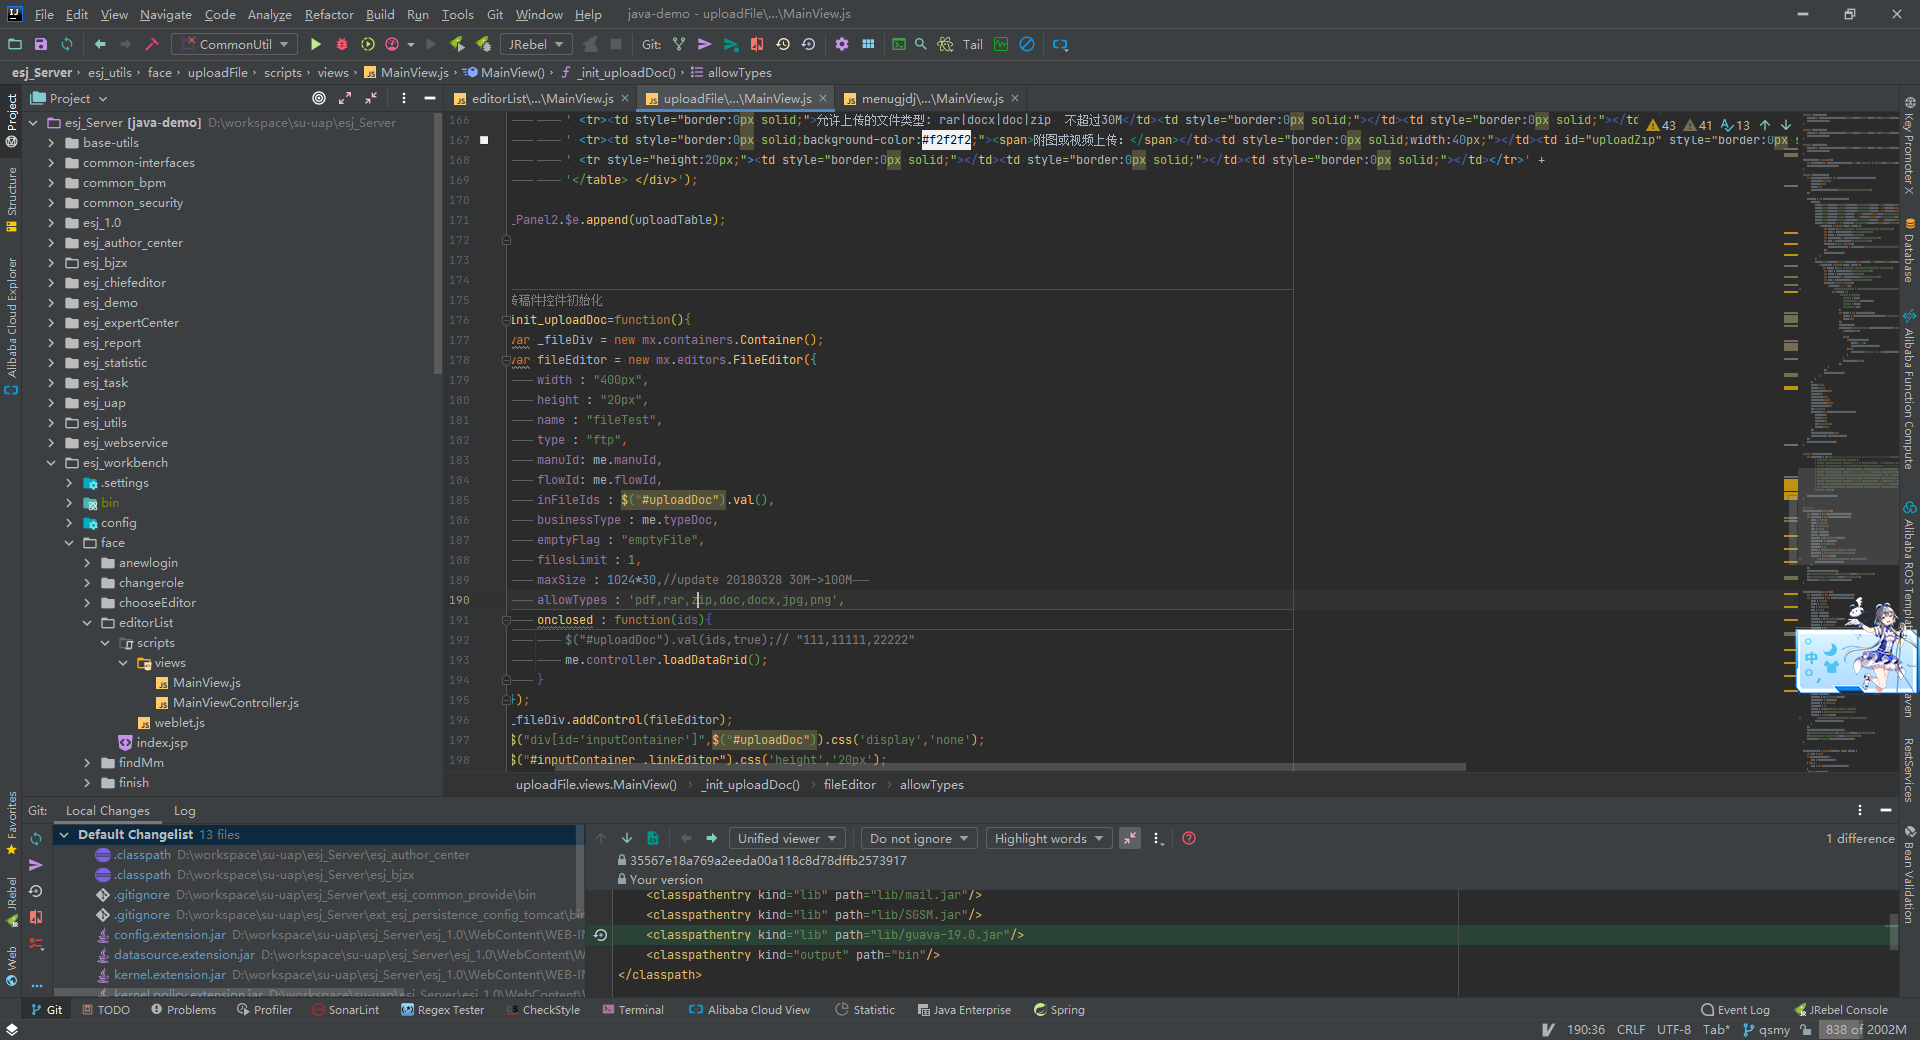 File Edit View Navigate Code Analyze Refactor Build Run Tools Git Window Help java-demo - uploadFile\...\MainView.js
CommonUtil JRebel Git: Tail
esj_Server esj_utils face uploadFile scripts views MainView.js MainView() _init_uploadDoc() allowTypes
Project
editorList\...\MainView.js uploadFile\...\MainView.js menugjdj\...\MainView.js
esj_Server [java-demo] D:\workspace\su-uap\esj_Server
base-utils
common-interfaces
common_bpm
common_security
esj_1.0
esj_author_center
esj_bjzx
esj_chiefeditor
esj_demo
esj_expertCenter
esj_report
esj_statistic
esj_task
esj_uap
esj_utils
esj_webservice
esj_workbench
.settings
bin
config
face
anewlogin
changerole
chooseEditor
editorList
scripts
views
MainView.js
MainViewController.js
weblet.js
index.jsp
findMm
finish
43 41 13
166 ' <tr><td style="border:0px solid;">允许上传的文件类型: rar|docx|doc|zip 不超过30M</td><td style="border:0px solid;"></td><td style="border:0px solid;"></td
167 ' <tr><td style="border:0px solid;background-color:#f2f2f2;"><span>附图或视频上传: </span></td><td style="border:0px solid;width:40px;"></td><td id="uploadZip" style="border:0px s
168 ' <tr style="height:20px;"><td style="border:0px solid;"></td><td style="border:0px solid;"></td><td style="border:0px solid;"></td></tr>' +
169 '</table> </div>');
170
171 _Panel2.$e.append(uploadTable);
172
173
174
175 传稿件控件初始化
176 init_uploadDoc=function(){
177 var _fileDiv = new mx.containers.Container();
178 var fileEditor = new mx.editors.FileEditor({
179 width : "400px",
180 height : "20px",
181 name : "fileTest",
182 type : "ftp",
183 manuId: me.manuId,
184 flowId: me.flowId,
185 inFileIds : $("#uploadDoc").val(),
186 businessType : me.typeDoc,
187 emptyFlag : "emptyFile",
188 filesLimit : 1,
189 maxSize : 1024*30,//update 20180328 30M->100M
190 allowTypes : 'pdf,rar,zip,doc,docx,jpg,png',
191 onclosed : function(ids){
192 $("#uploadDoc").val(ids,true);// "111,11111,22222"
193 me.controller.loadDataGrid();
194 }
195 });
196 _fileDiv.addControl(fileEditor);
197 $("div[id='inputContainer']",$("#uploadDoc")).css('display','none');
198 $("#inputContainer .linkEditor").css('height','20px');
uploadFile.views.MainView() _init_uploadDoc() fileEditor allowTypes
Git: Local Changes Log
Default Changelist 13 files
.classpath D:\workspace\su-uap\esj_Server\esj_author_center
.classpath D:\workspace\su-uap\esj_Server\esj_bjzx
.gitignore D:\workspace\su-uap\esj_Server\ext_esj_common_provide\bin
.gitignore D:\workspace\su-uap\esj_Server\ext_esj_persistence_config_tomcat\bin
config.extension.jar D:\workspace\su-uap\esj_Server\esj_1.0\WebContent\WEB-IN
datasource.extension.jar D:\workspace\su-uap\esj_Server\esj_1.0\WebContent\W
kernel.extension.jar D:\workspace\su-uap\esj_Server\esj_1.0\WebContent\WEB-IN
kernel.policy.extension.jar D:\workspace\su-uap\esj_Server\esj_1.0\WebContent\
Unified viewer Do not ignore Highlight words 1 difference
35567e18a769a2eeda00a118c8d78dffb2573917
Your version
<classpathentry kind="lib" path="lib/mail.jar"/>
<classpathentry kind="lib" path="lib/SGSM.jar"/>
<classpathentry kind="lib" path="lib/guava-19.0.jar"/>
<classpathentry kind="output" path="bin"/>
</classpath>
Git TODO Problems Profiler SonarLint Regex Tester CheckStyle Terminal Alibaba Cloud View Statistic Java Enterprise Spring Event Log JRebel Console
190:36 CRLF UTF-8 Tab* qsmy 838 of 2002M
Project
Structure
Alibaba Cloud Explorer
Favorites
JRebel
Web
Key Promoter X
Database
Alibaba Function Compute
Alibaba ROS Templat
aven
RestServices
Bean Validation
中